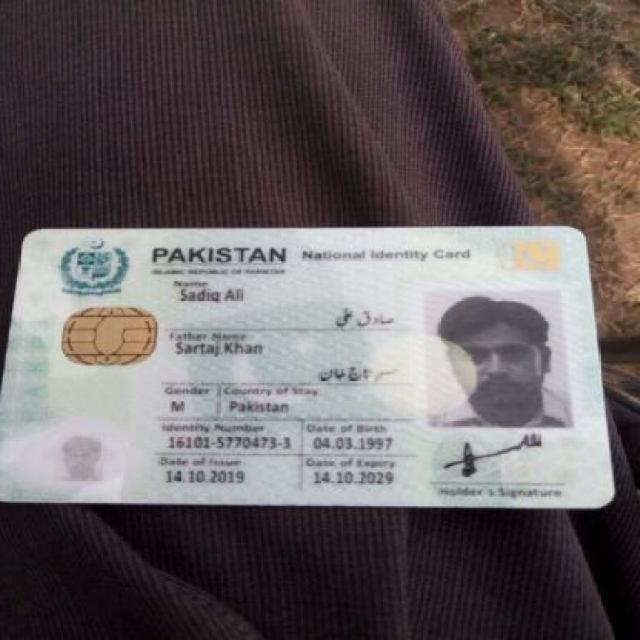 PAKISTAN National Identity Card
ISLAMIC REPUBLIC OF PAKISTAN
Name
Sadiq Ali
صادق علی
Father Name
Sartaj Khan
سرتاج خان
Gender Country of Stay
M Pakistan
Identity Number Date of Birth
16101-5770473-3 04.03.1997
Date of Issue Date of Expiry
14.10.2019 14.10.2029
Holder's Signature